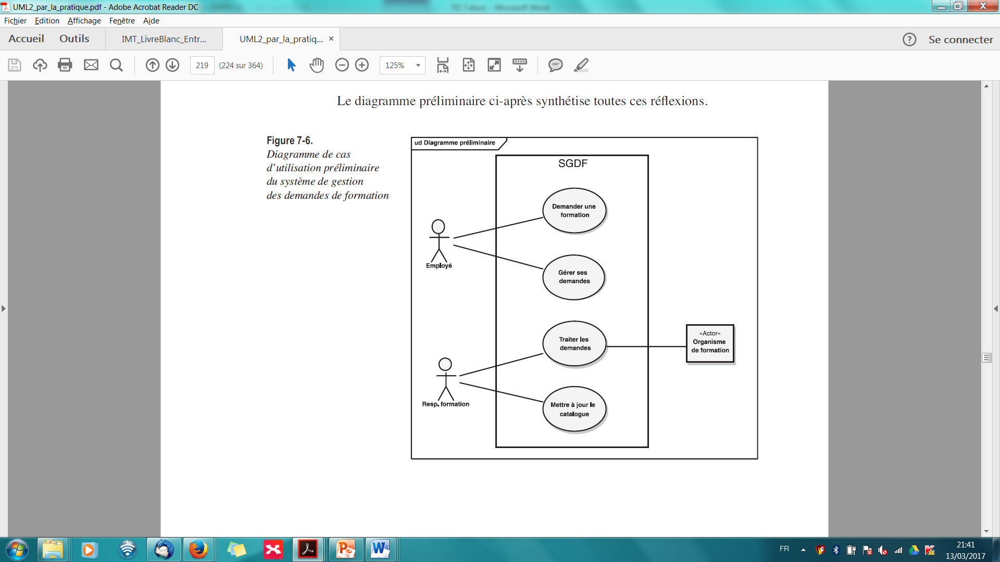 UML2_par_la_pratique.pdf - Adobe Acrobat Reader DC
Fichier Edition Affichage Fenêtre Aide
Accueil Outils IMT_LivreBlanc_Entr... UML2_par_la_pratiq... × ? Se connecter
219 (224 sur 364) 125%
Le diagramme préliminaire ci-après synthétise toutes ces réflexions.
Figure 7-6.
Diagramme de cas
d'utilisation préliminaire
du système de gestion
des demandes de formation
ud Diagramme préliminaire
SGDF
Demander une
formation
Employé
Gérer ses
demandes
Traiter les
demandes
«Actor»
Organisme
de formation
Resp. formation
Mettre à jour le
catalogue
FR
21:41
13/03/2017